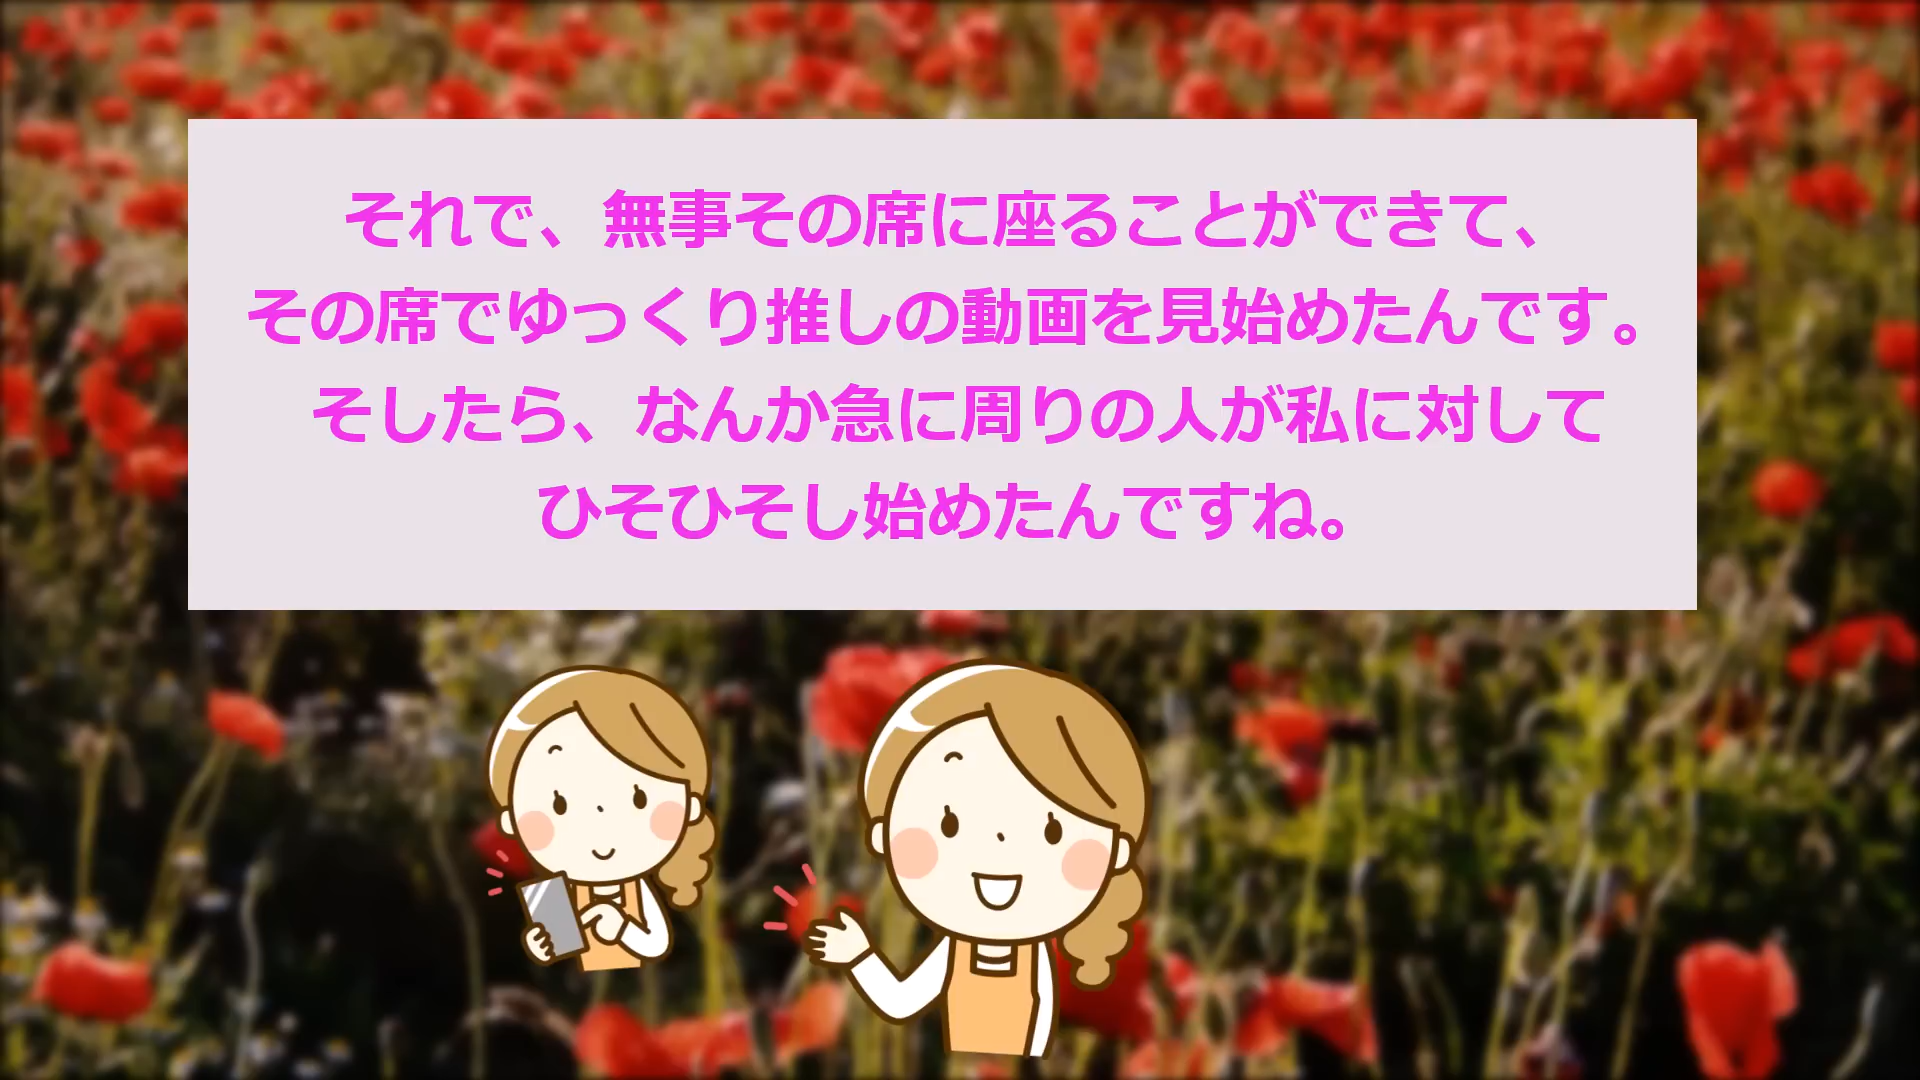 それで、無事その席に座ることができて、
その席でゆっくり推しの動画を見始めたんです。
そしたら、なんか急に周りの人が私に対して
ひそひそし始めたんですね。